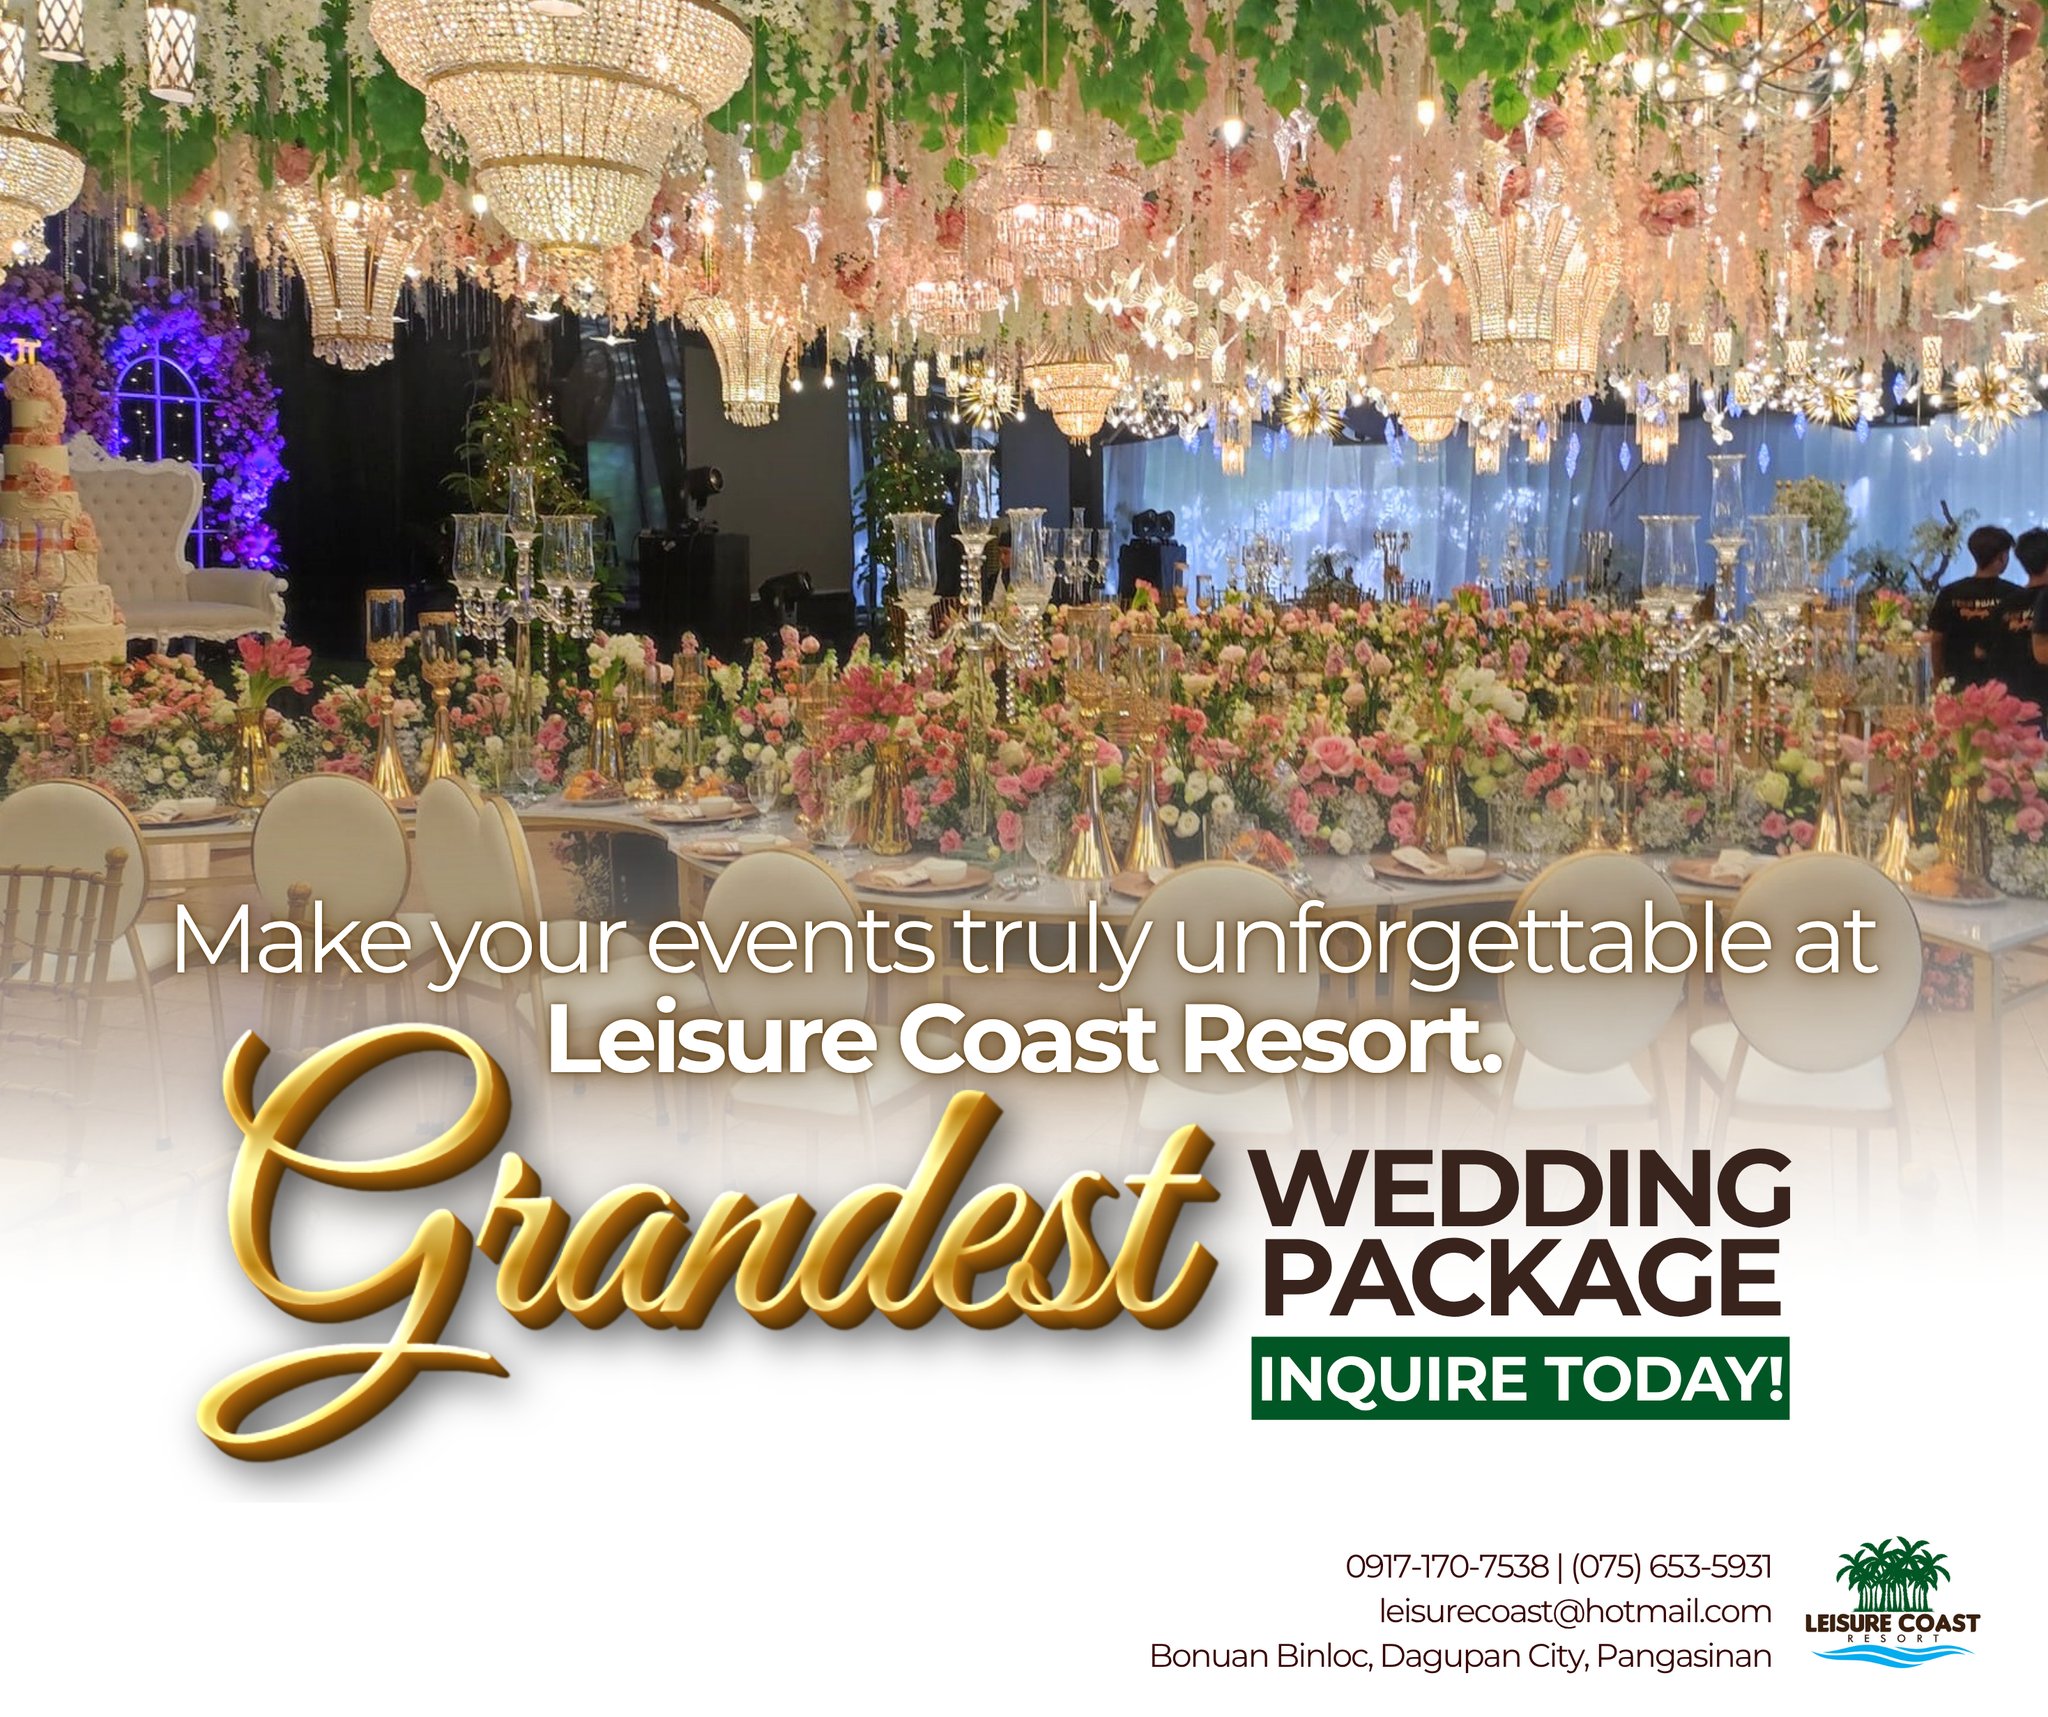 JT
Make your events truly unforgettable at
Leisure Coast Resort.
Grandest
WEDDING
PACKAGE
INQUIRE TODAY!
0917-170-7538 | (075) 653-5931
leisurecoast@hotmail.com
Bonuan Binloc, Dagupan City, Pangasinan
LEISURE COAST
RESORT